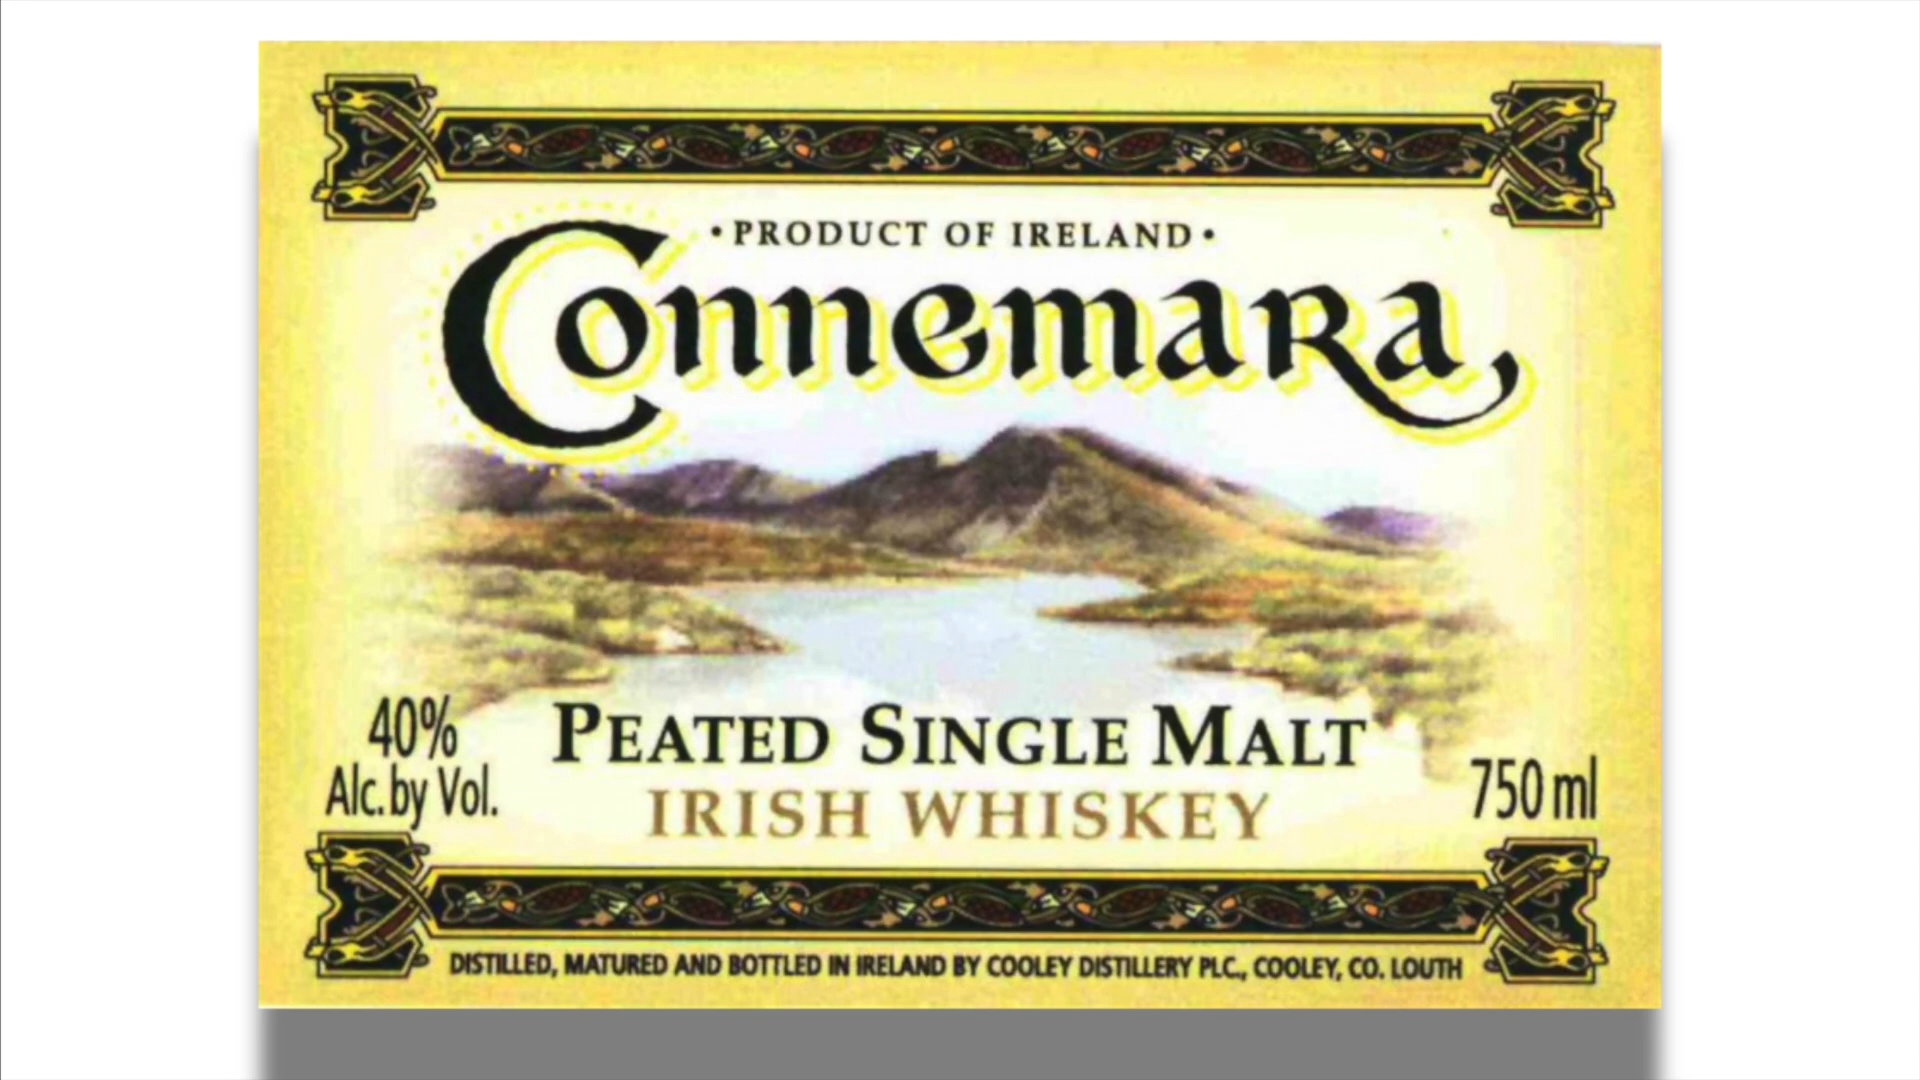 • PRODUCT OF IRELAND •
Connemara
40%
Alc. by Vol.
PEATED SINGLE MALT
IRISH WHISKEY
750 ml
DISTILLED, MATURED AND BOTTLED IN IRELAND BY COOLEY DISTILLERY PLC., COOLEY, CO. LOUTH